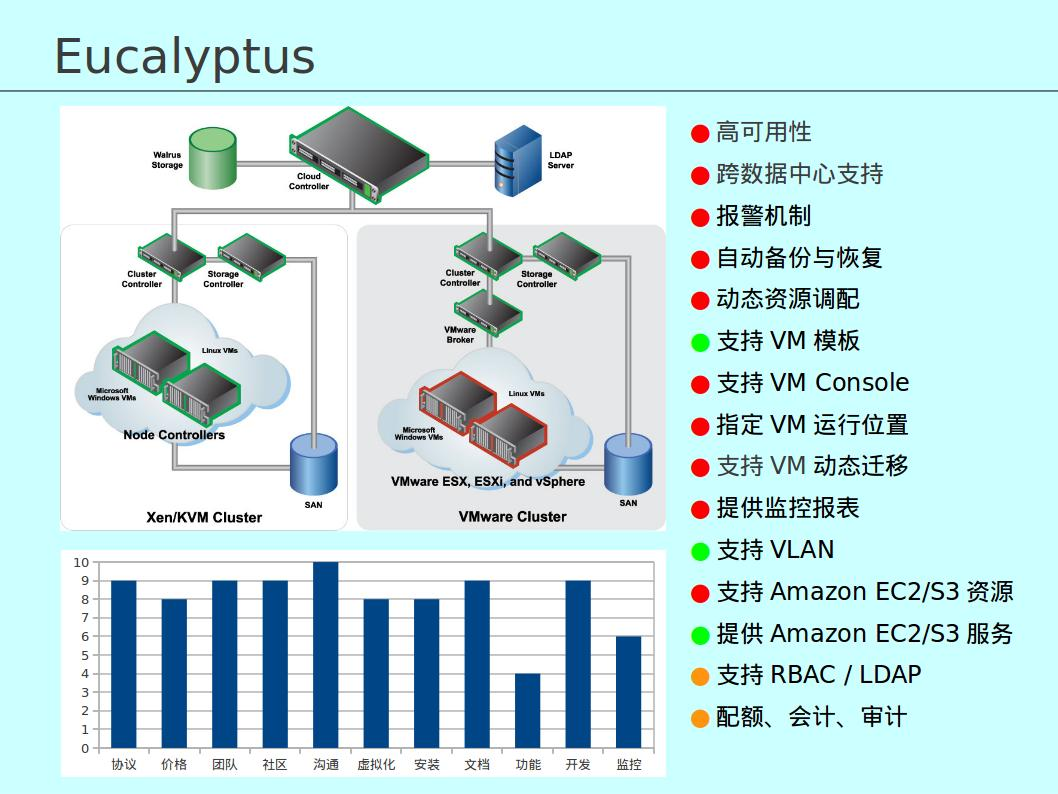 Eucalyptus
Walrus
Storage
Cloud
Controller
LDAP
Server
Cluster
Controller
Storage
Controller
Linux VMs
Microsoft
Windows VMs
Node Controllers
SAN
Xen/KVM Cluster
Cluster
Controller
Storage
Controller
VMware
Broker
Linux VMs
Microsoft
Windows VMs
VMware ESX, ESXi, and vSphere
SAN
VMware Cluster
10
9
8
7
6
5
4
3
2
1
0
协议 价格 团队 社区 沟通 虚拟化 安装 文档 功能 开发 监控
高可用性
跨数据中心支持
报警机制
自动备份与恢复
动态资源调配
支持 VM 模板
支持 VM Console
指定 VM 运行位置
支持 VM 动态迁移
提供监控报表
支持 VLAN
支持 Amazon EC2/S3 资源
提供 Amazon EC2/S3 服务
支持 RBAC / LDAP
配额、会计、审计